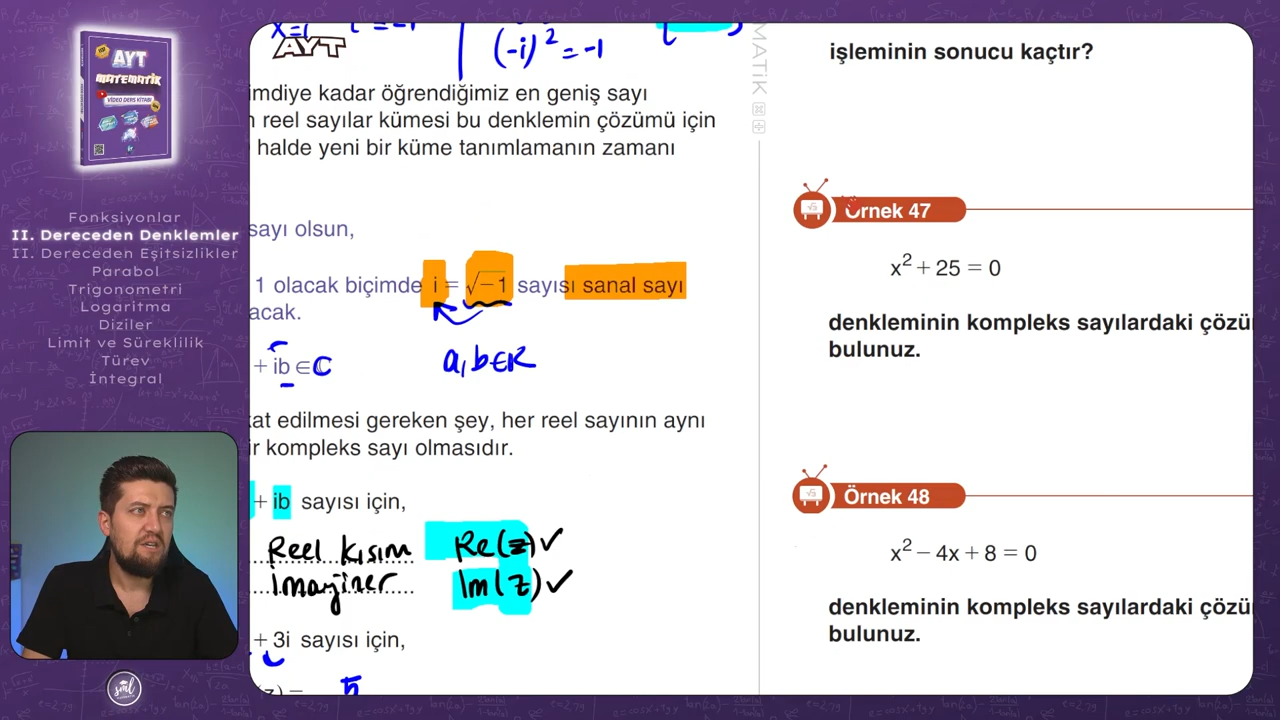 AYT
MATEMATİK
VİDEO DERS KİTABI
Fonksiyonlar
II. Dereceden Denklemler
II. Dereceden Eşitsizlikler
Parabol
Trigonometri
Logaritma
Diziler
Limit ve Süreklilik
Türev
İntegral
sml
AYT
(-i)² = -1
imdiye kadar öğrendiğimiz en geniş sayı
reel sayılar kümesi bu denklemin çözümü için
halde yeni bir küme tanımlamanın zamanı
sayı olsun,
1 olacak biçimde i = √−1 sayısı sanal sayı
acak.
+ ib ∈ C
a, b ∈ R
kat edilmesi gereken şey, her reel sayının aynı
ir kompleks sayı olmasıdır.
+ ib sayısı için,
Reel kısım Re(z) ✓
İmajiner Im(z) ✓
+ 3i sayısı için,
(z) =
MATİK
işleminin sonucu kaçtır?
Örnek 47
x² + 25 = 0
denkleminin kompleks sayılardaki çözü
bulunuz.
Örnek 48
x² − 4x + 8 = 0
denkleminin kompleks sayılardaki çözü
bulunuz.